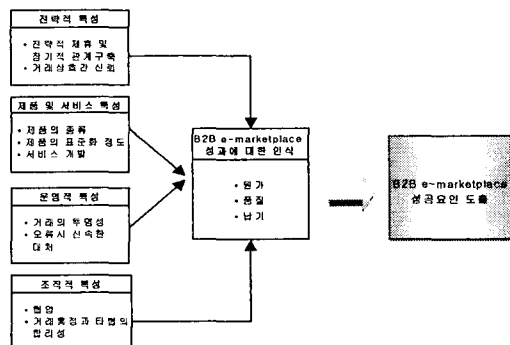 전략적 특성
• 전략적 제휴 및
장기적 관계구축
• 거래상호간 신뢰
제품 및 서비스 특성
• 제품의 종류
• 제품의 표준화 정도
• 서비스 개발
운영적 특성
• 거래의 투명성
• 오류시 신속한
대처
조직적 특성
• 협업
• 거래흥정과 타협의
합리성
B2B e-marketplace
성과에 대한 인식
• 원가
• 품질
• 납기
B2B e-marketplace
성공요인 도출